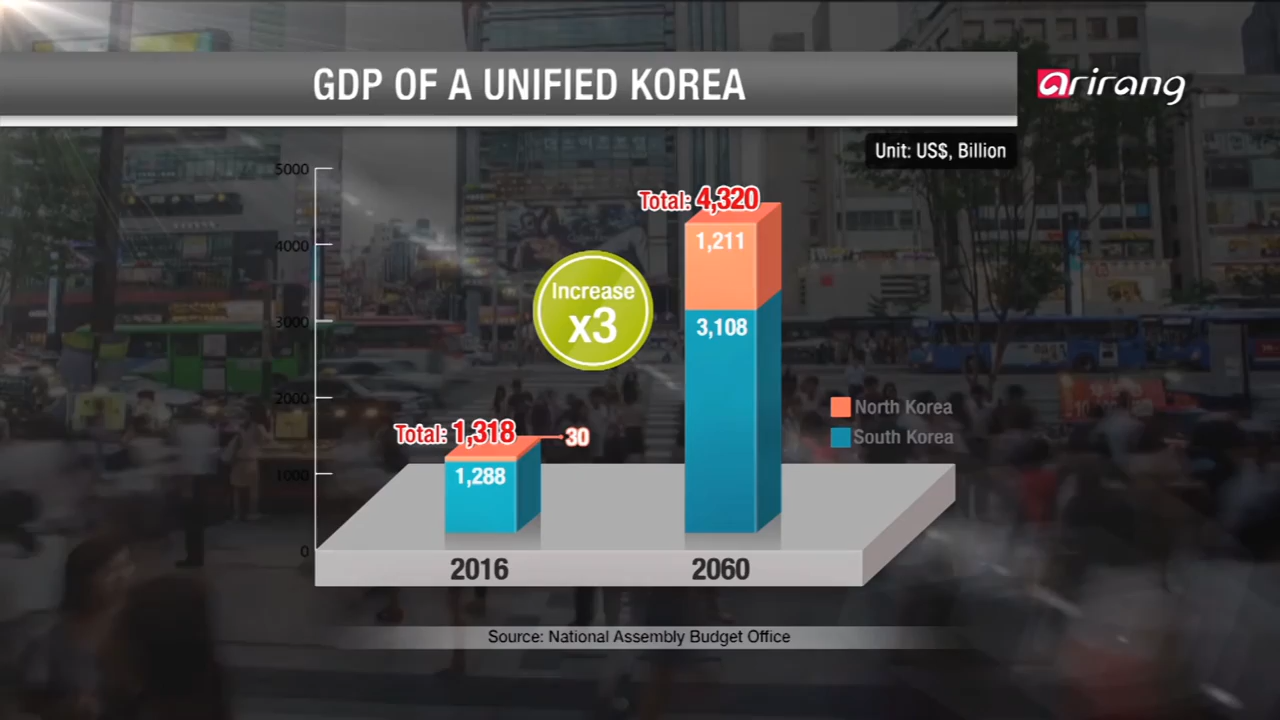 GDP OF A UNIFIED KOREA
arirang
Unit: US$, Billion
5000
4000
3000
2000
1000
0
Total: 4,320
1,211
3,108
Increase
x3
Total: 1,318
30
1,288
North Korea
South Korea
2016
2060
Source: National Assembly Budget Office